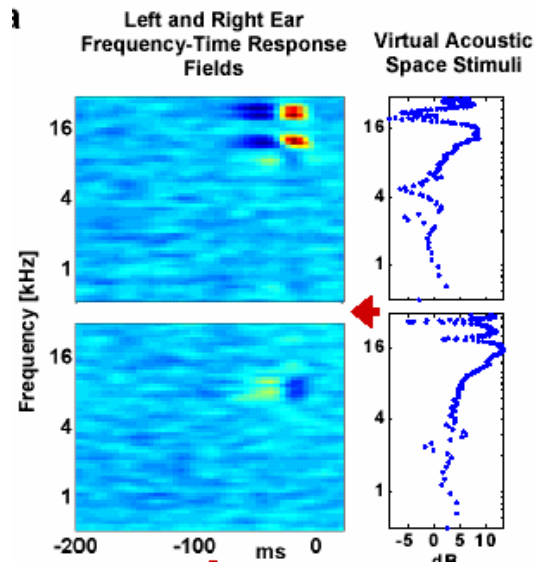 a
Left and Right Ear
Frequency-Time Response
Fields
Virtual Acoustic
Space Stimuli
16
4
1
16
4
1
Frequency [kHz]
16
4
1
16
4
1
-200 -100 ms 0
-5 0 5 10
dB